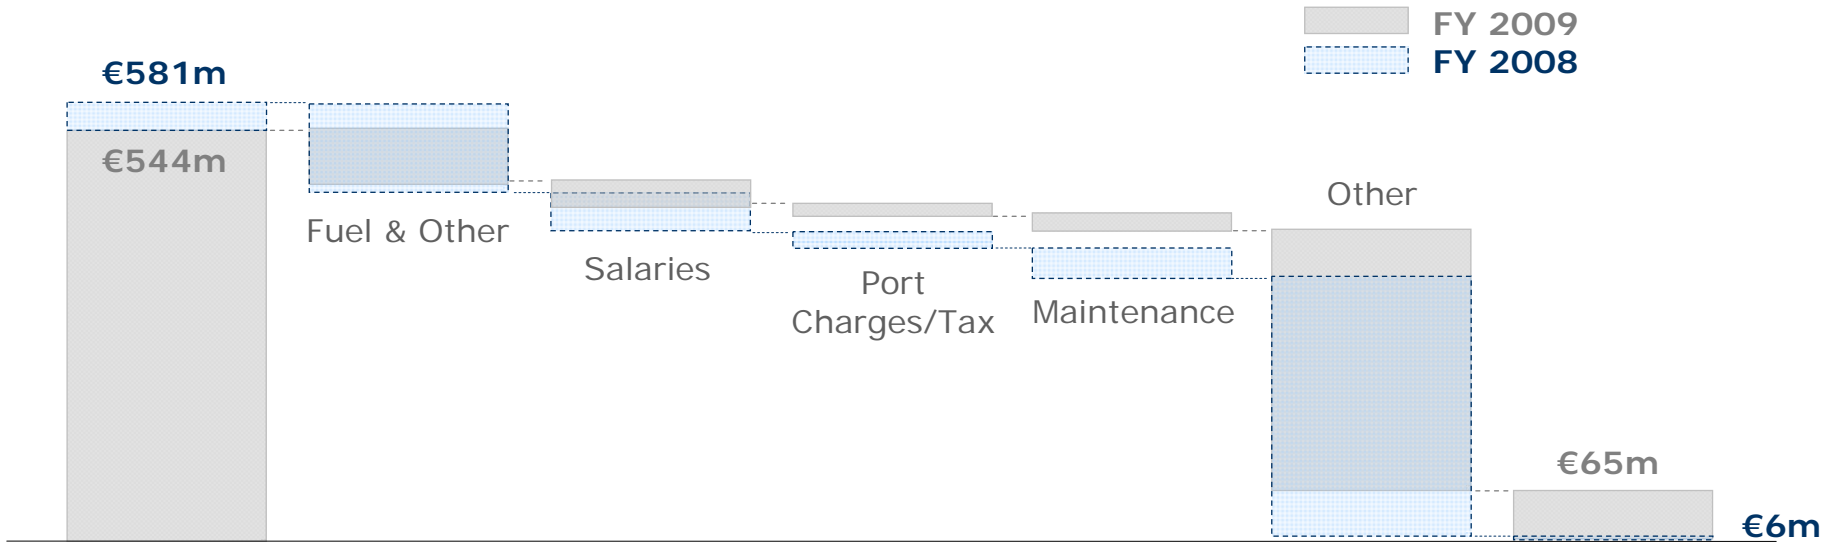 FY 2009
FY 2008
€581m
€544m
Fuel & Other
Salaries
Port
Charges/Tax
Maintenance
Other
€65m
€6m